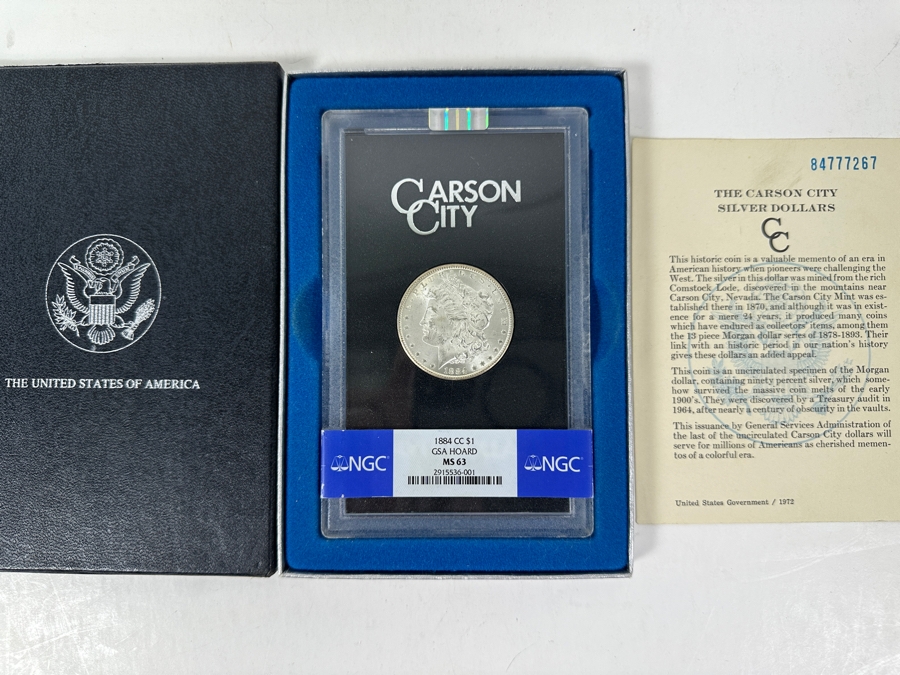 THE UNITED STATES OF AMERICA
CARSON
CITY
1884
NGC
1884 CC $1
GSA HOARD
MS 63
2915536-001
NGC
84777267
THE CARSON CITY
SILVER DOLLARS
CC
This historic coin is a valuable memento of an era in
American history when pioneers were challenging the
West. The silver in this dollar was mined from the rich
Comstock Lode, discovered in the mountains near
Carson City, Nevada. The Carson City Mint was es-
tablished there in 1870, and although it was in exist-
ence for a mere 24 years, it produced many coins
which have endured as collectors' items, among them
the 13 piece Morgan dollar series of 1878-1893. Their
link with an historic period in our nation's history
gives these dollars an added appeal.
This coin is an uncirculated specimen of the Morgan
dollar, containing ninety percent silver, which some-
how survived the massive coin melts of the early
1900's. They were discovered by a Treasury audit in
1964, after nearly a century of obscurity in the vaults.
This issuance by General Services Administration of
the last of the uncirculated Carson City dollars will
serve for millions of Americans as cherished memen-
tos of a colorful era.
United States Government / 1972